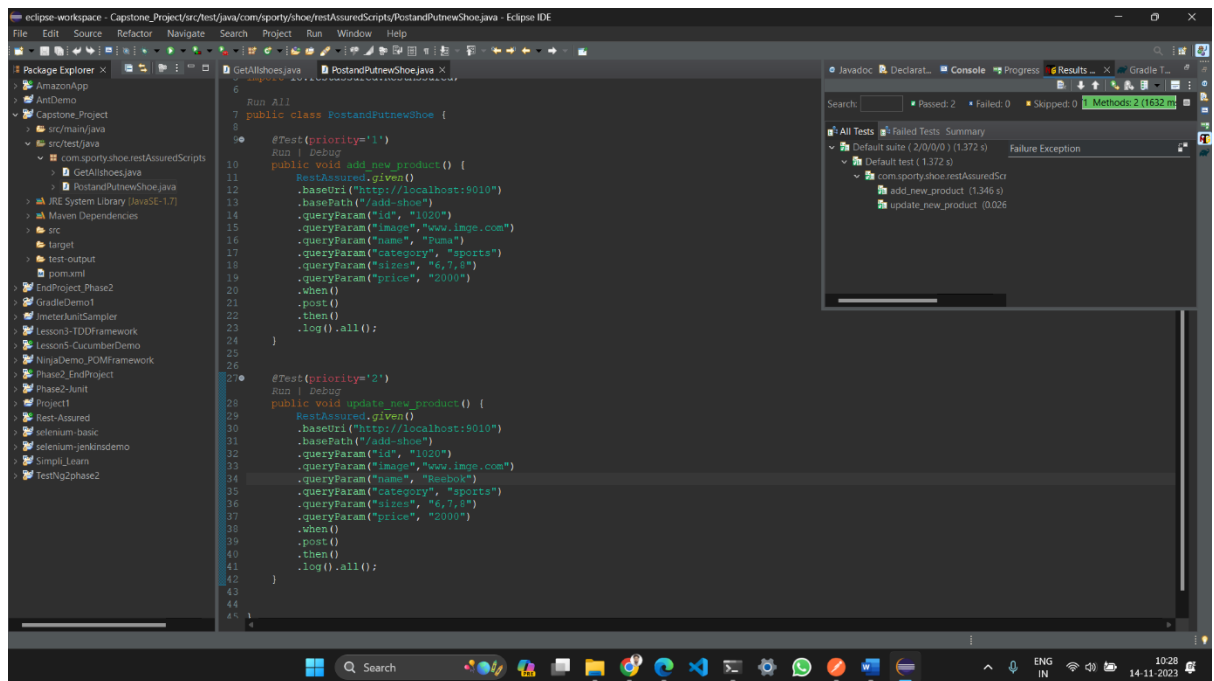 eclipse-workspace - Capstone_Project/src/test/java/com/sporty/shoe/restAssuredScripts/PostandPutnewShoe.java - Eclipse IDE
File Edit Source Refactor Navigate Search Project Run Window Help
Package Explorer
AmazonApp
AntDemo
Capstone_Project
src/main/java
src/test/java
com.sporty.shoe.restAssuredScripts
GetAllshoes.java
PostandPutnewShoe.java
JRE System Library [JavaSE-1.7]
Maven Dependencies
src
target
test-output
pom.xml
EndProject_Phase2
GradleDemo1
JmeterJunitSampler
Lesson3-TDDFramework
Lesson5-CucumberDemo
NinjaDemo_POMFramework
Phase2_EndProject
Phase2-Junit
Project1
Rest-Assured
selenium-basic
selenium-jenkinsdemo
Simpli_Learn
TestNg2phase2
GetAllshoes.java PostandPutnewShoe.java
6
Run All
7 public class PostandPutnewShoe {
8
9 @Test(priority='1')
Run | Debug
10 public void add_new_product() {
11 RestAssured.given()
12 .baseUri("http://localhost:9010")
13 .basePath("/add-shoe")
14 .queryParam("id", "1020")
15 .queryParam("image","www.imge.com")
16 .queryParam("name", "Puma")
17 .queryParam("category", "sports")
18 .queryParam("sizes", "6,7,8")
19 .queryParam("price", "2000")
20 .when()
21 .post()
22 .then()
23 .log().all();
24 }
25
26
27 @Test(priority='2')
Run | Debug
28 public void update_new_product() {
29 RestAssured.given()
30 .baseUri("http://localhost:9010")
31 .basePath("/add-shoe")
32 .queryParam("id", "1020")
33 .queryParam("image","www.imge.com")
34 .queryParam("name", "Reebok")
35 .queryParam("category", "sports")
36 .queryParam("sizes", "6,7,8")
37 .queryParam("price", "2000")
38 .when()
39 .post()
40 .then()
41 .log().all();
42 }
43
44
45 }
Javadoc Declarat... Console Progress Results ... Gradle T...
Search: Passed: 2 Failed: 0 Skipped: 0 Methods: 2 (1632 ms
All Tests Failed Tests Summary
Default suite ( 2/0/0/0 ) (1.372 s) Failure Exception
Default test ( 1.372 s)
com.sporty.shoe.restAssuredScr
add_new_product (1.346 s)
update_new_product (0.026
Search
ENG
IN
10:28
14-11-2023